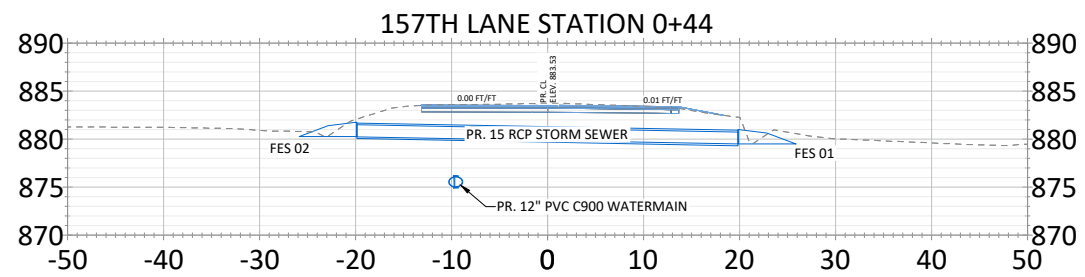 157TH LANE STATION 0+44
890 890
PR. CL
ELEV. 883.53
885 885
0.00 FT/FT 0.01 FT/FT
880 880
PR. 15 RCP STORM SEWER
FES 02 FES 01
875 875
PR. 12" PVC C900 WATERMAIN
870 870
-50 -40 -30 -20 -10 0 10 20 30 40 50